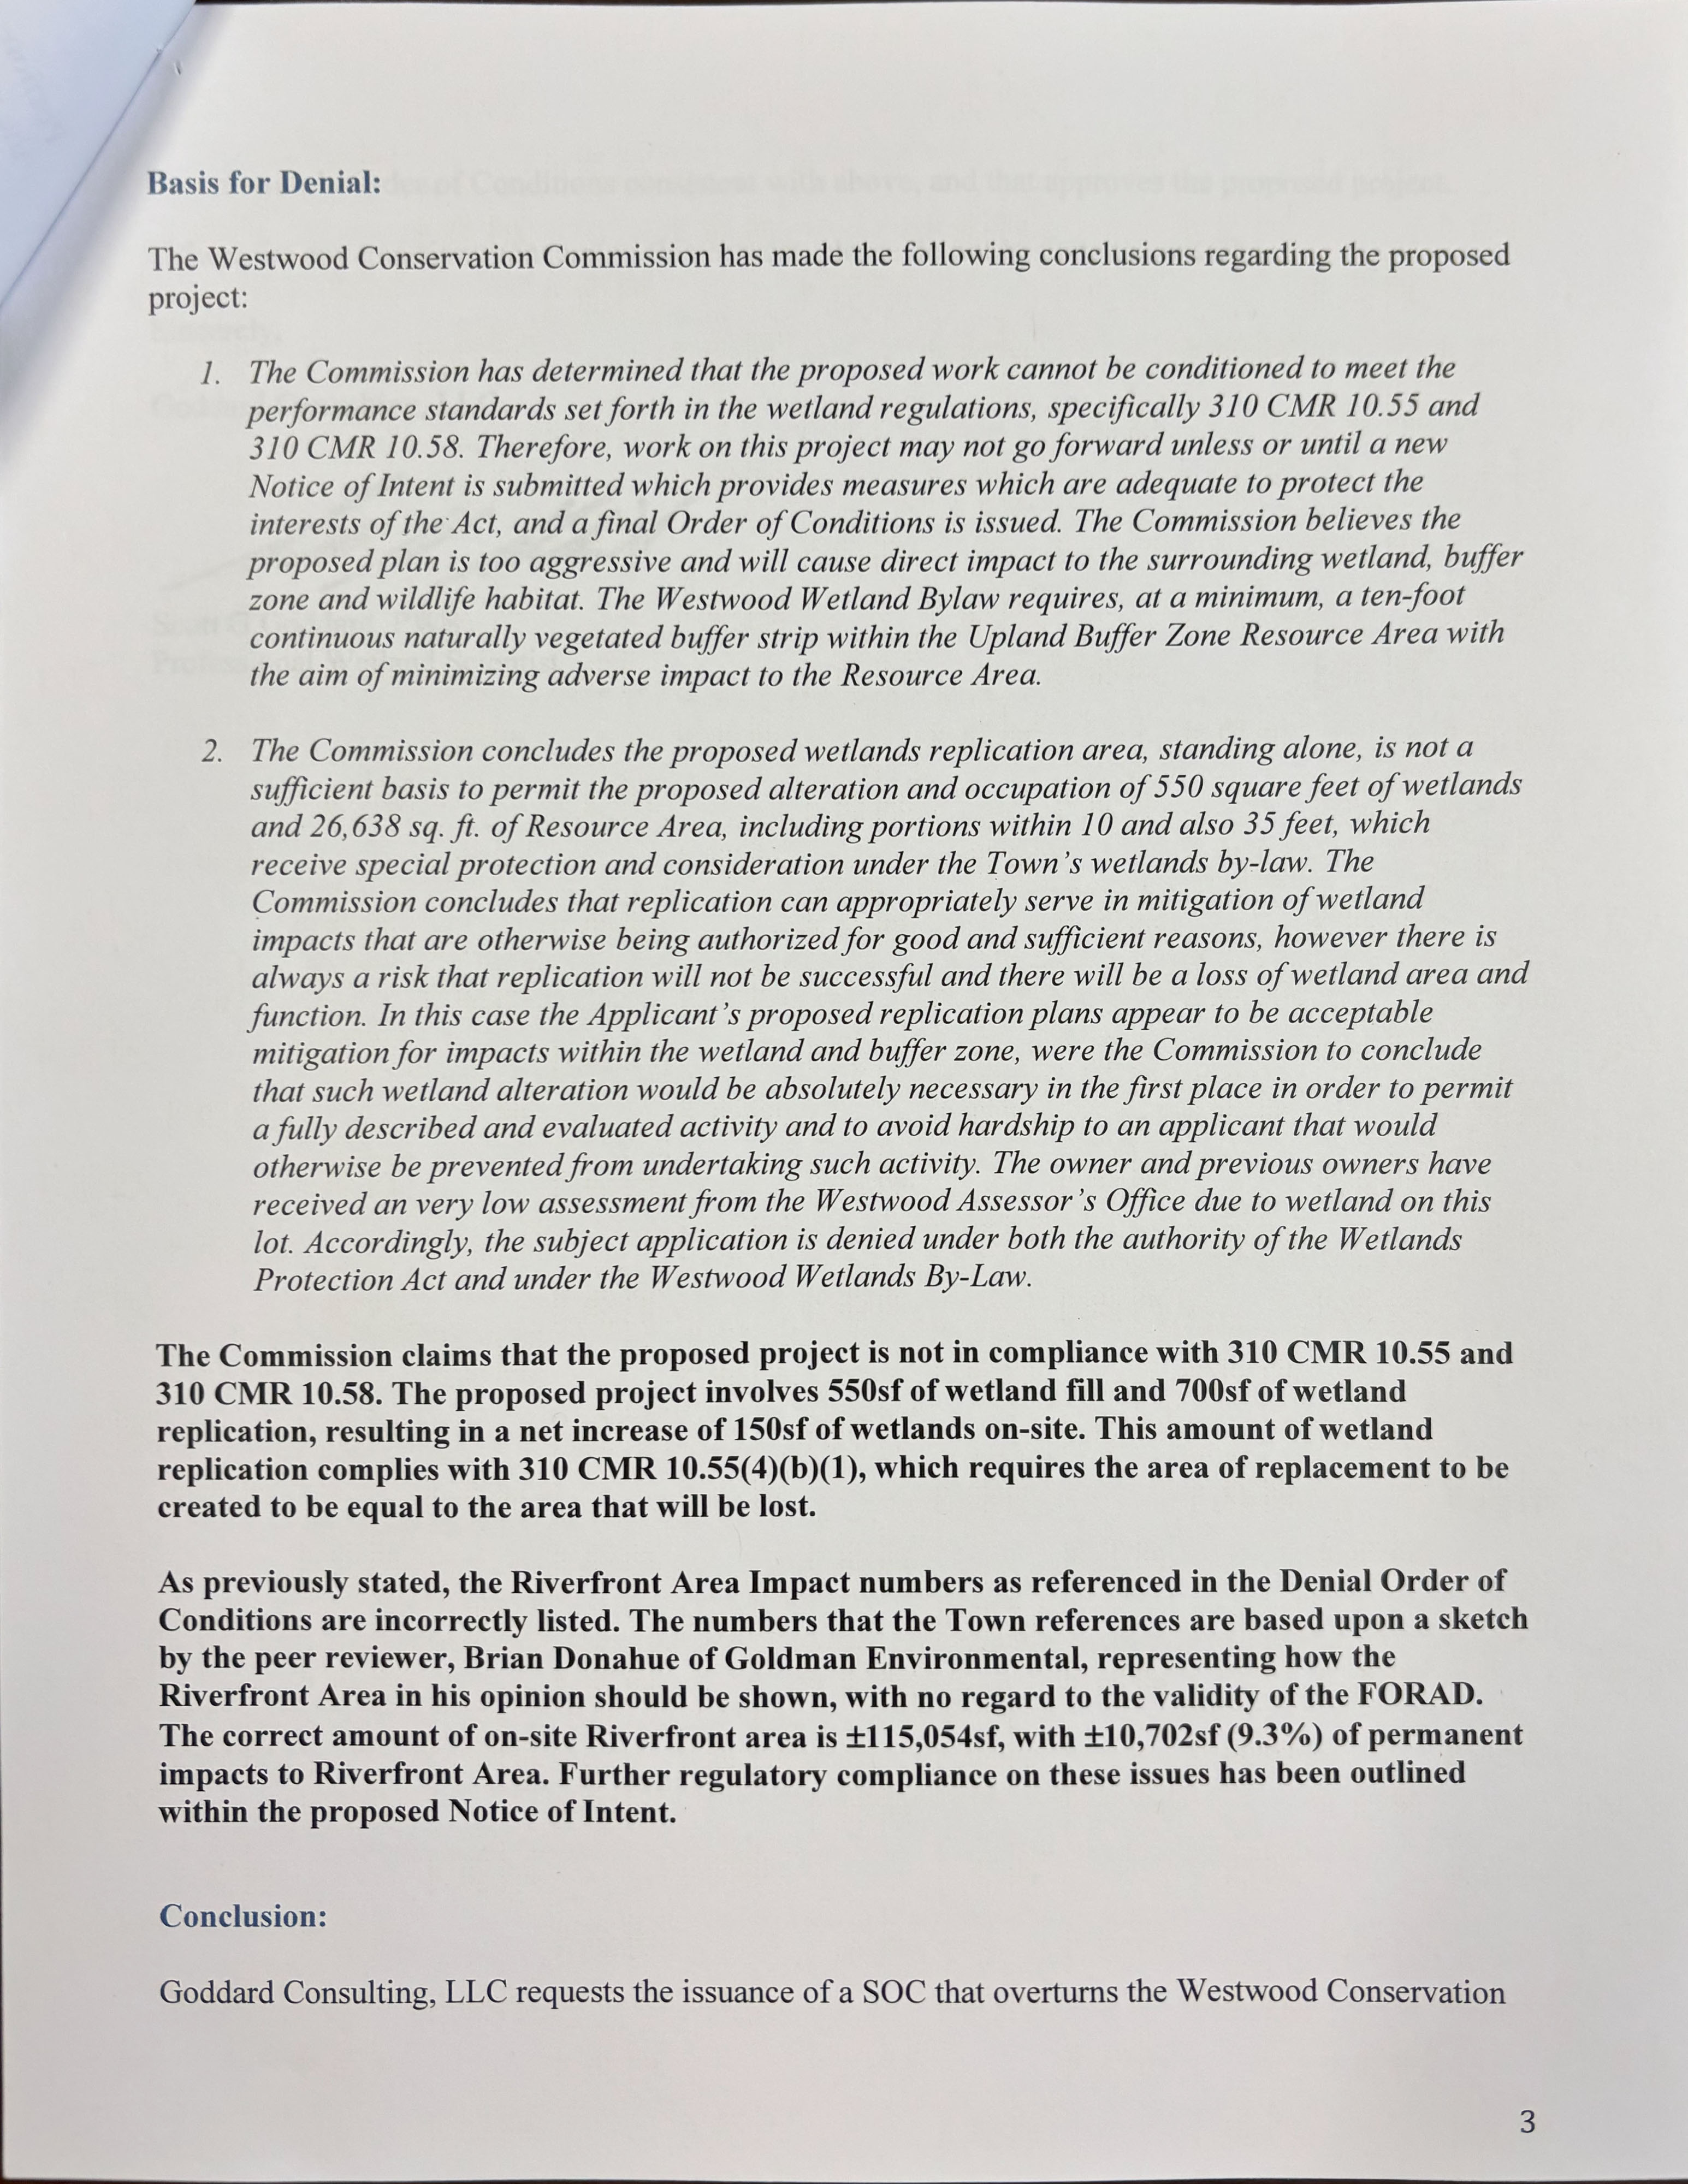 Basis for Denial:
The Westwood Conservation Commission has made the following conclusions regarding the proposed
project:
1. The Commission has determined that the proposed work cannot be conditioned to meet the
performance standards set forth in the wetland regulations, specifically 310 CMR 10.55 and
310 CMR 10.58. Therefore, work on this project may not go forward unless or until a new
Notice of Intent is submitted which provides measures which are adequate to protect the
interests of the Act, and a final Order of Conditions is issued. The Commission believes the
proposed plan is too aggressive and will cause direct impact to the surrounding wetland, buffer
zone and wildlife habitat. The Westwood Wetland Bylaw requires, at a minimum, a ten-foot
continuous naturally vegetated buffer strip within the Upland Buffer Zone Resource Area with
the aim of minimizing adverse impact to the Resource Area.
2. The Commission concludes the proposed wetlands replication area, standing alone, is not a
sufficient basis to permit the proposed alteration and occupation of 550 square feet of wetlands
and 26,638 sq. ft. of Resource Area, including portions within 10 and also 35 feet, which
receive special protection and consideration under the Town's wetlands by-law. The
Commission concludes that replication can appropriately serve in mitigation of wetland
impacts that are otherwise being authorized for good and sufficient reasons, however there is
always a risk that replication will not be successful and there will be a loss of wetland area and
function. In this case the Applicant's proposed replication plans appear to be acceptable
mitigation for impacts within the wetland and buffer zone, were the Commission to conclude
that such wetland alteration would be absolutely necessary in the first place in order to permit
a fully described and evaluated activity and to avoid hardship to an applicant that would
otherwise be prevented from undertaking such activity. The owner and previous owners have
received an very low assessment from the Westwood Assessor's Office due to wetland on this
lot. Accordingly, the subject application is denied under both the authority of the Wetlands
Protection Act and under the Westwood Wetlands By-Law.
The Commission claims that the proposed project is not in compliance with 310 CMR 10.55 and
310 CMR 10.58. The proposed project involves 550sf of wetland fill and 700sf of wetland
replication, resulting in a net increase of 150sf of wetlands on-site. This amount of wetland
replication complies with 310 CMR 10.55(4)(b)(1), which requires the area of replacement to be
created to be equal to the area that will be lost.
As previously stated, the Riverfront Area Impact numbers as referenced in the Denial Order of
Conditions are incorrectly listed. The numbers that the Town references are based upon a sketch
by the peer reviewer, Brian Donahue of Goldman Environmental, representing how the
Riverfront Area in his opinion should be shown, with no regard to the validity of the FORAD.
The correct amount of on-site Riverfront area is ±115,054sf, with ±10,702sf (9.3%) of permanent
impacts to Riverfront Area. Further regulatory compliance on these issues has been outlined
within the proposed Notice of Intent.
Conclusion:
Goddard Consulting, LLC requests the issuance of a SOC that overturns the Westwood Conservation
3